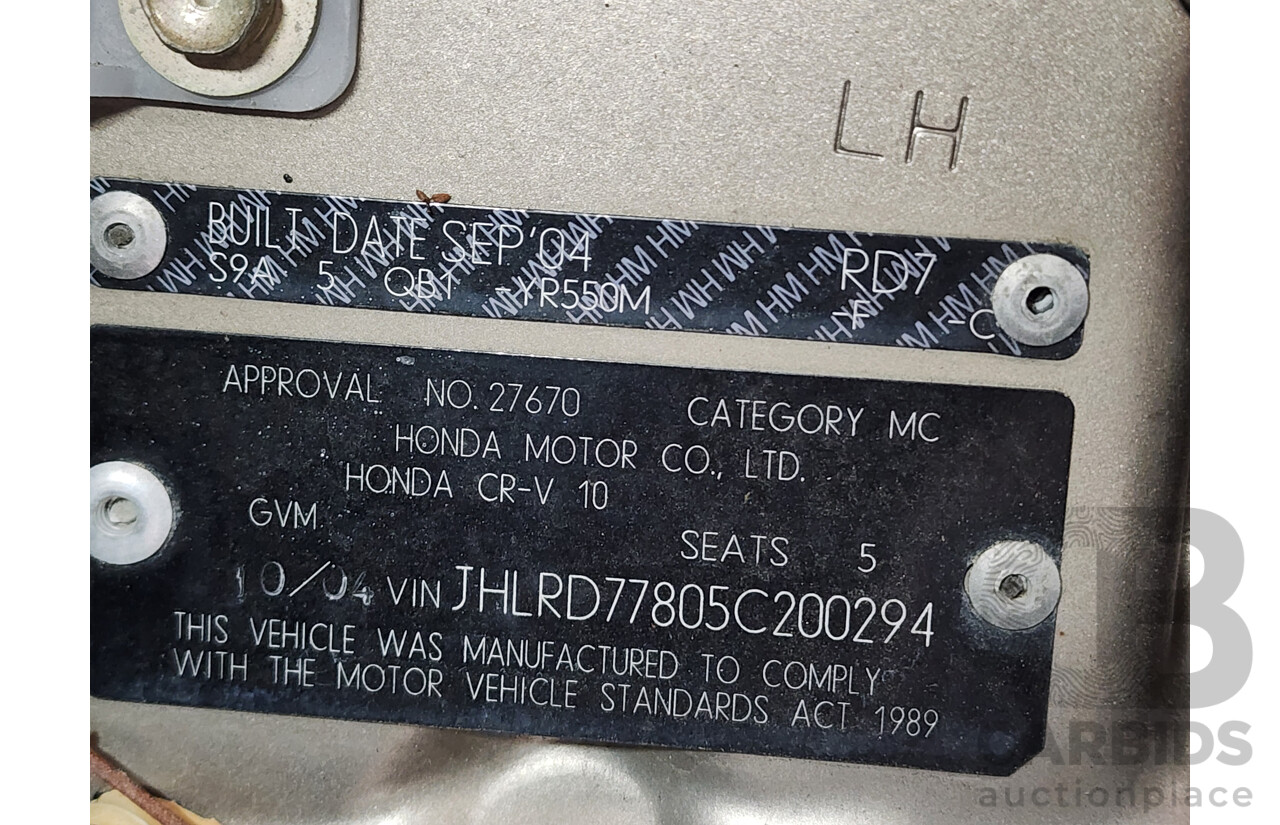 LH
BUILT DATE SEP'04 RD7
S9A 5 QB1 -YR550M -C
APPROVAL NO. 27670 CATEGORY MC
HONDA MOTOR CO., LTD.
HONDA CR-V 10
GVM SEATS 5
10/04 VIN JHLRD77805C200294
THIS VEHICLE WAS MANUFACTURED TO COMPLY
WITH THE MOTOR VEHICLE STANDARDS ACT 1989
CARBIDS
auctionplace